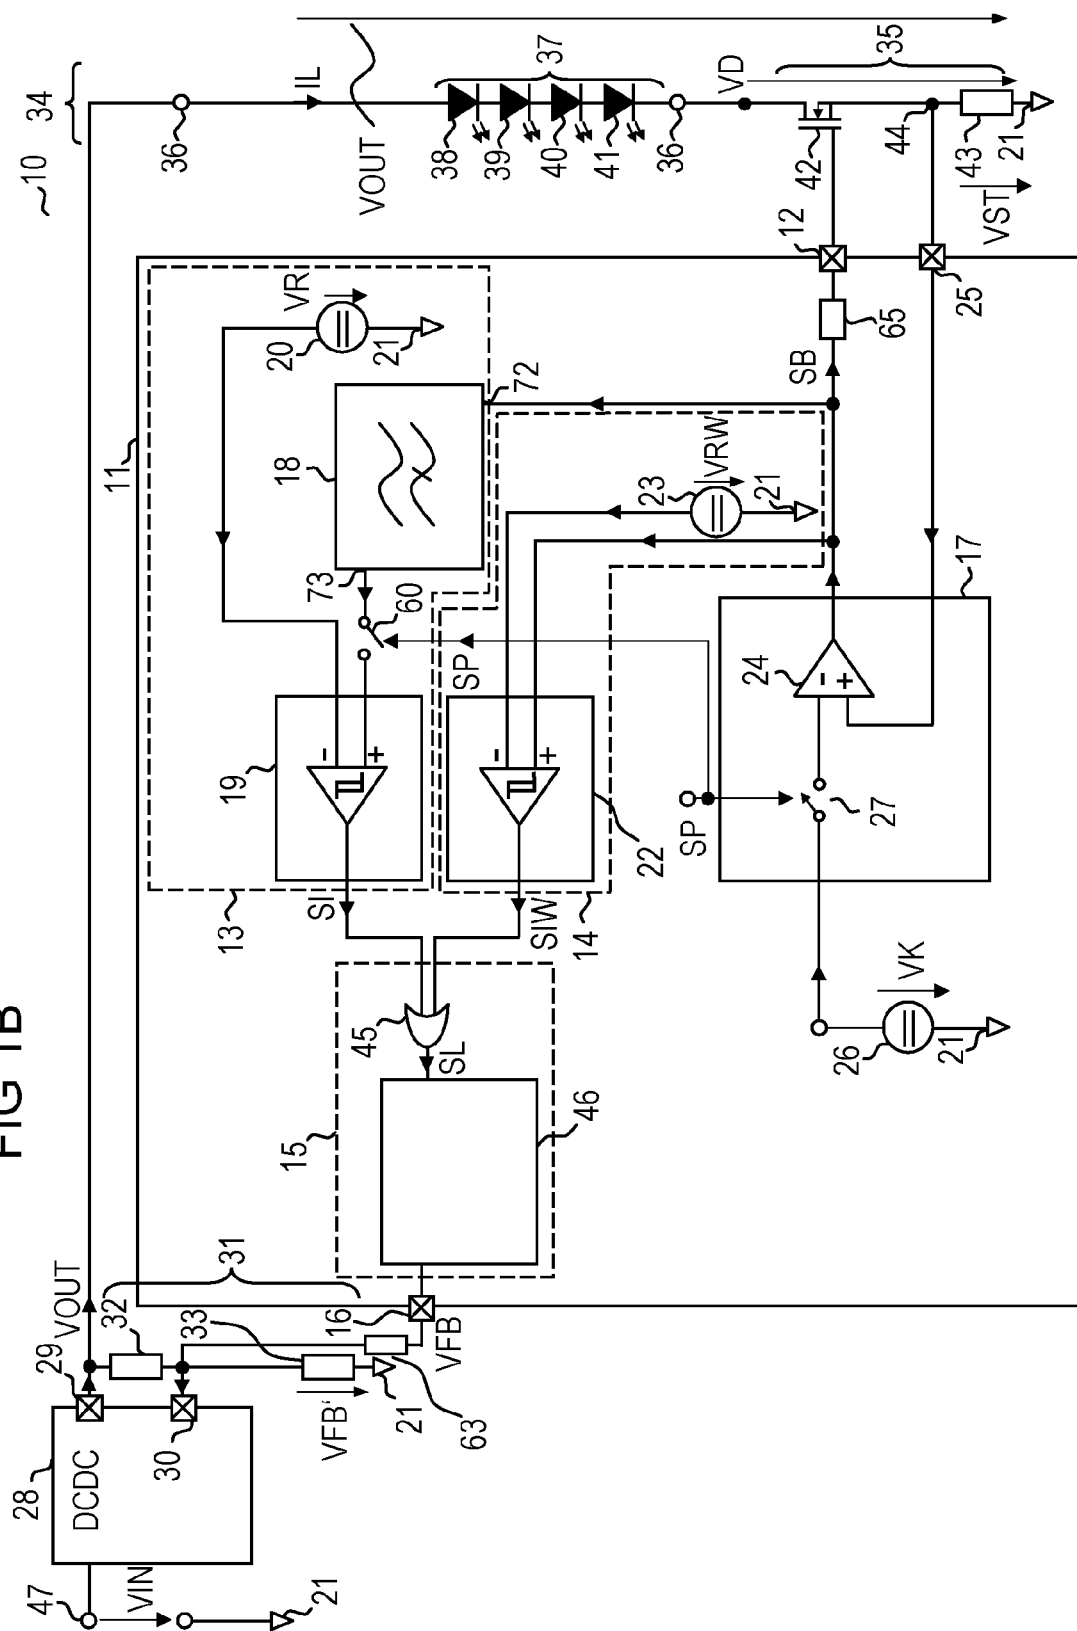 FIG 1B
47
28
29
VOUT
10
34
DCDC
32
11
VIN
30
33
31
36
IL
VFB'
16
15
13
19
73
18
20
VR
VOUT
21
21
63
VFB
SI
45
SL
60
21
38
39
40
41
37
46
SIW
14
SP
72
22
23
VRW
36
VD
SP
24
21
SB
12
42
26
27
65
35
VK
21
17
25
44
43
VST
21
-
+
-
+
-
+